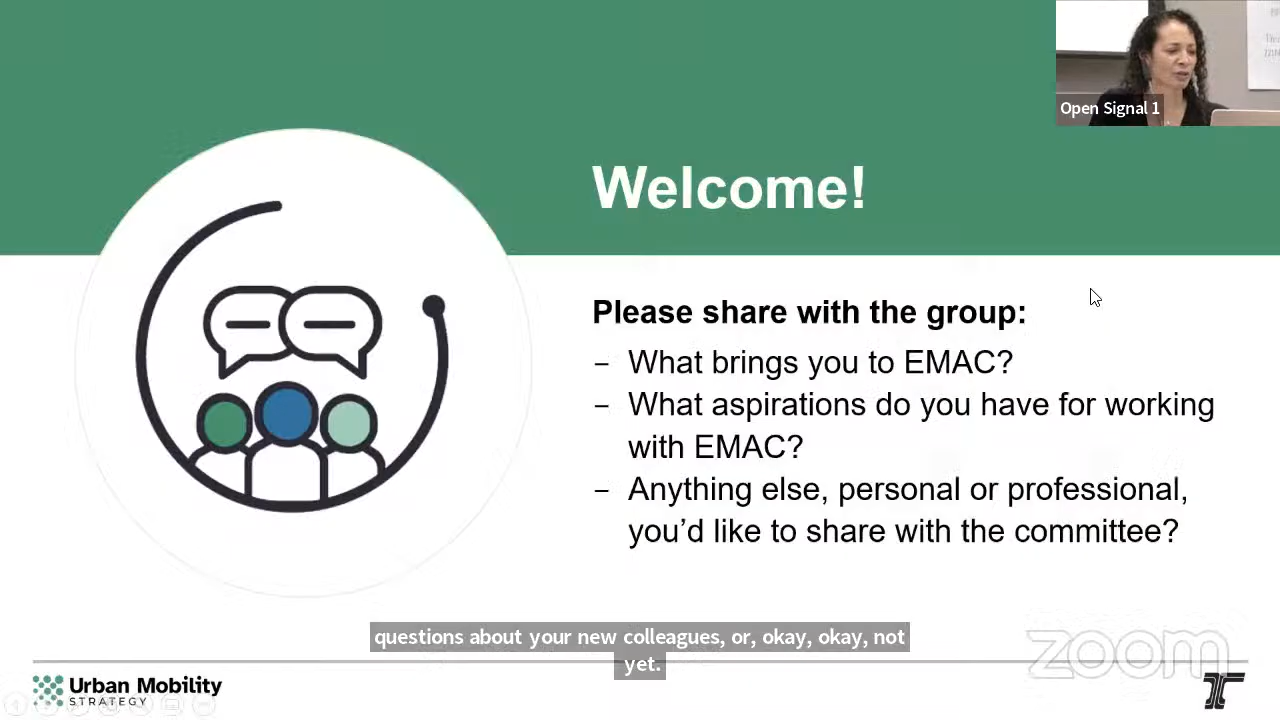 Open Signal 1
Welcome!
Please share with the group:
– What brings you to EMAC?
– What aspirations do you have for working
with EMAC?
– Anything else, personal or professional,
you'd like to share with the committee?
questions about your new colleagues, or, okay, okay, not
yet.
zoom
Urban Mobility
STRATEGY